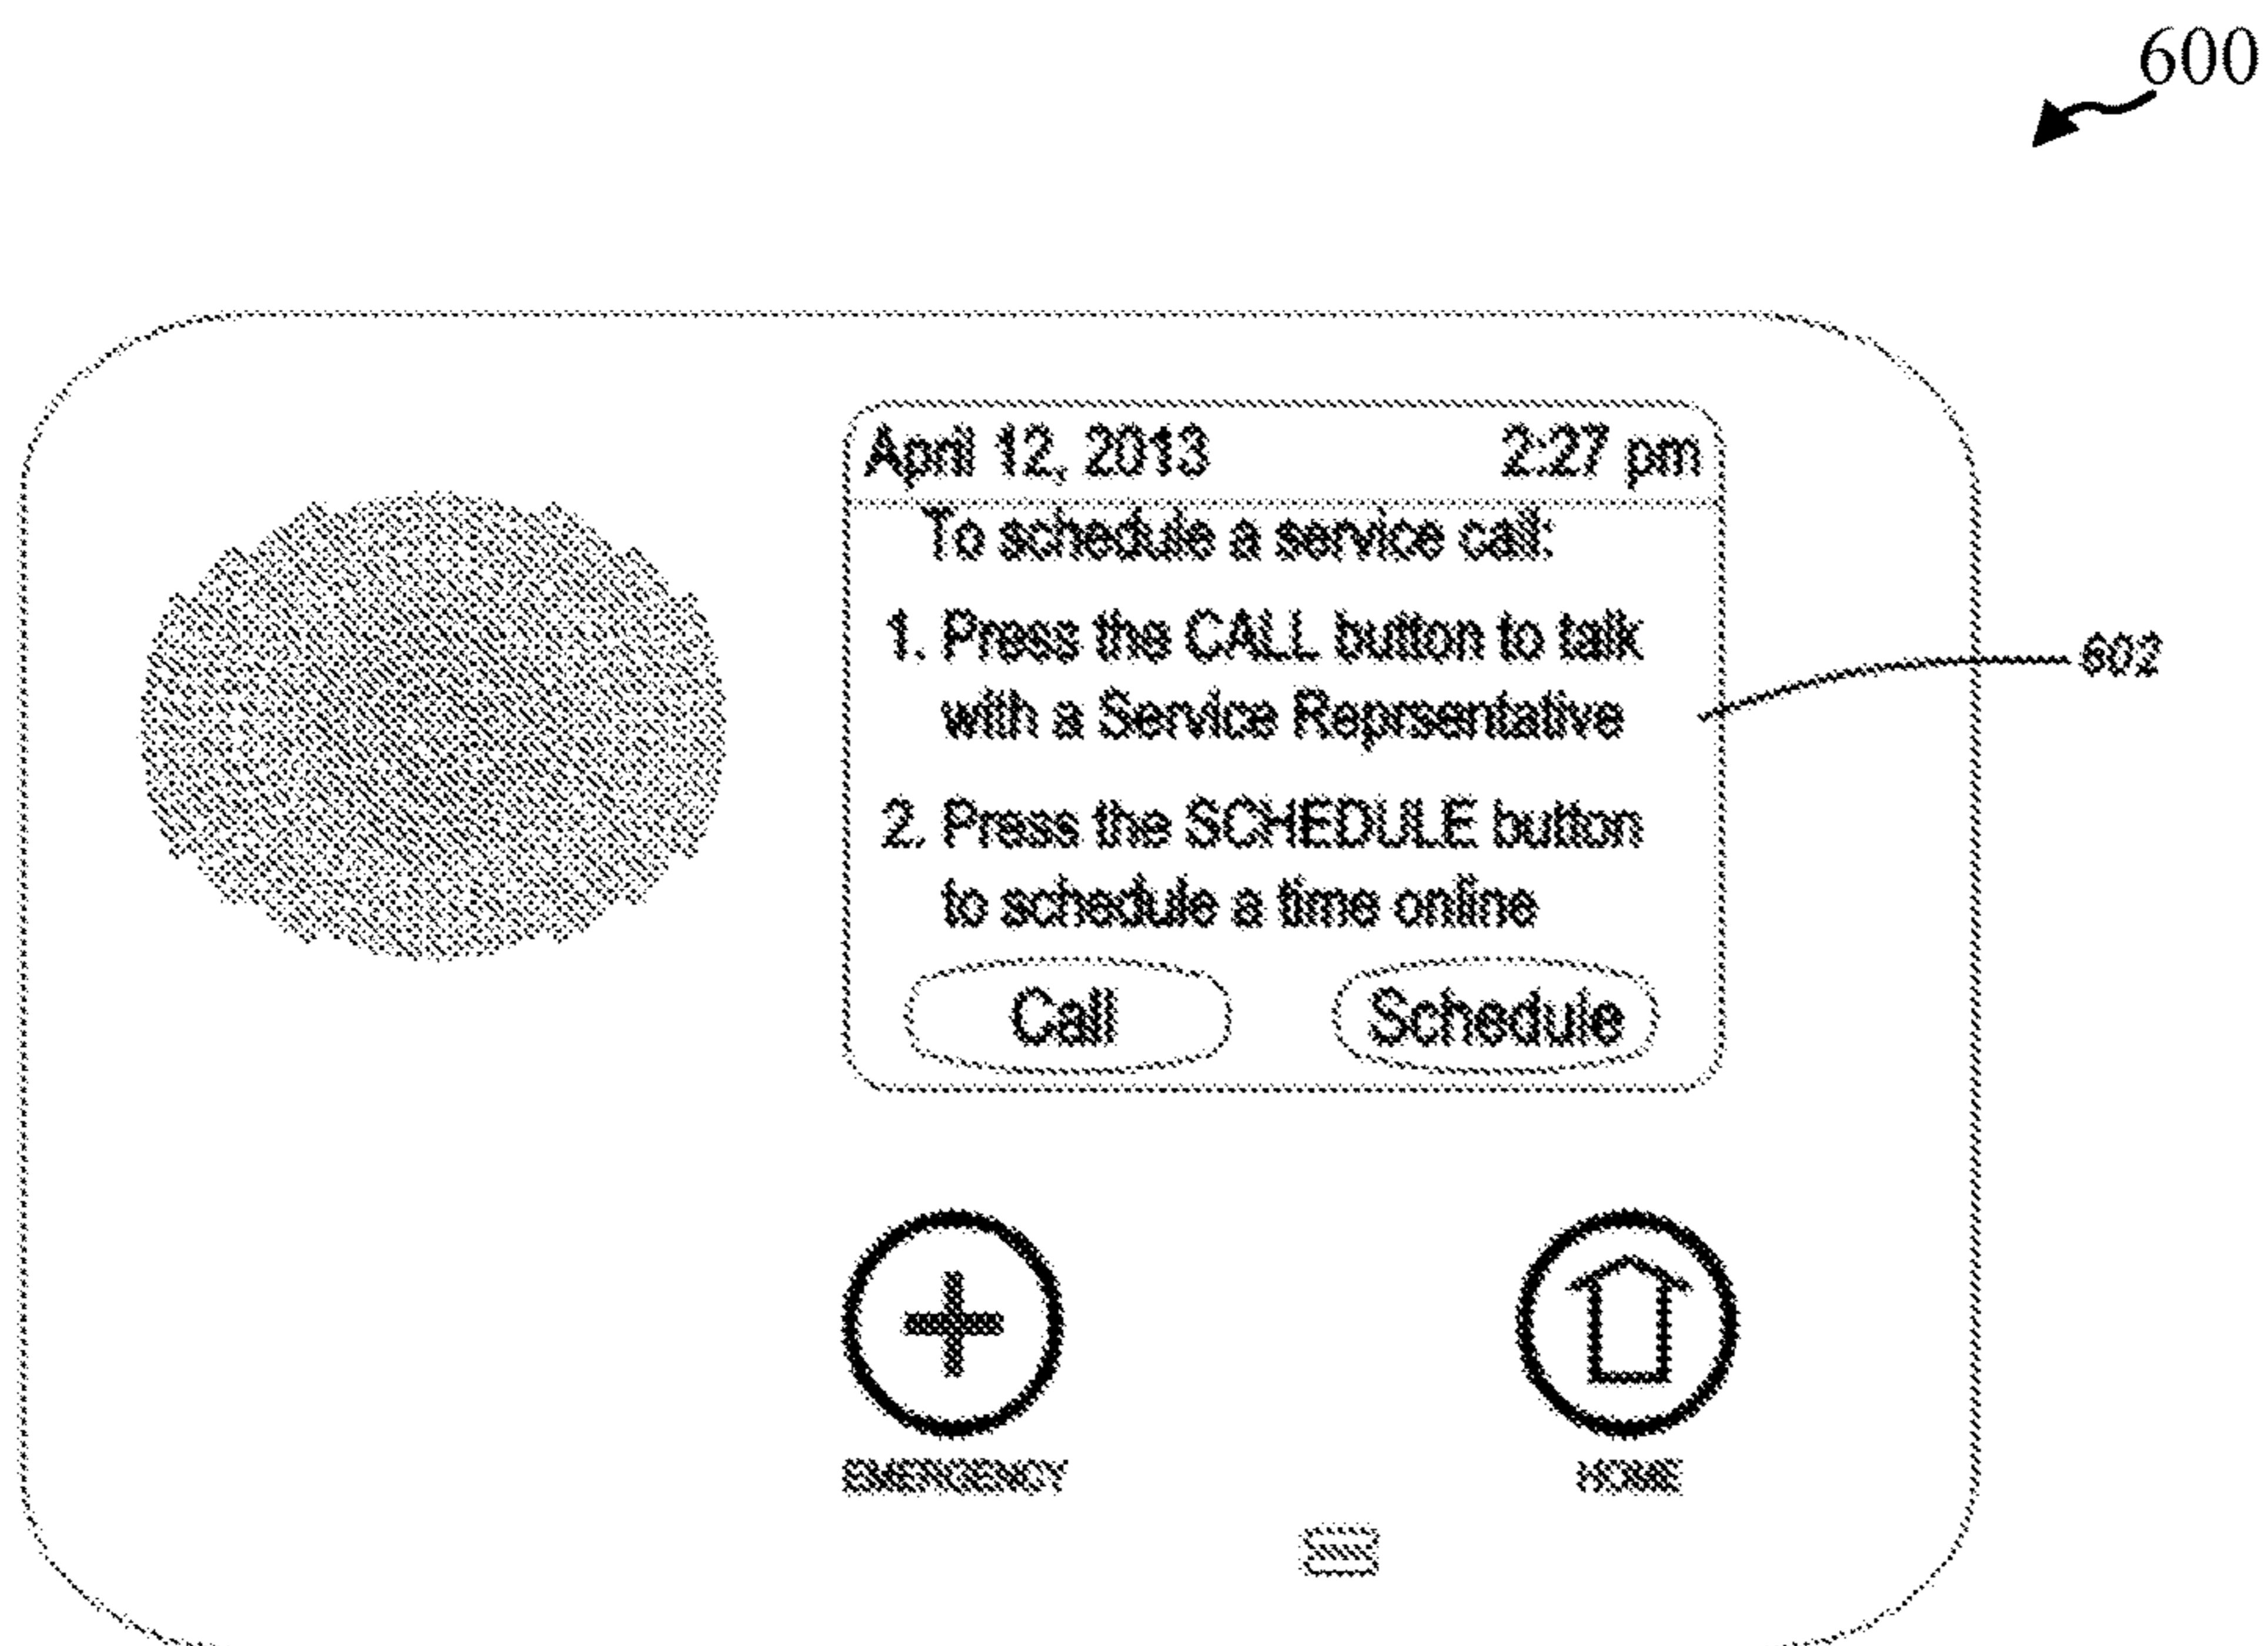 600
April 12, 2013 2:27 pm
To schedule a service call:
1. Press the CALL button to talk
with a Service Reprsentative
602
2. Press the SCHEDULE button
to schedule a time online
Call Schedule
EMERGENCY HOME